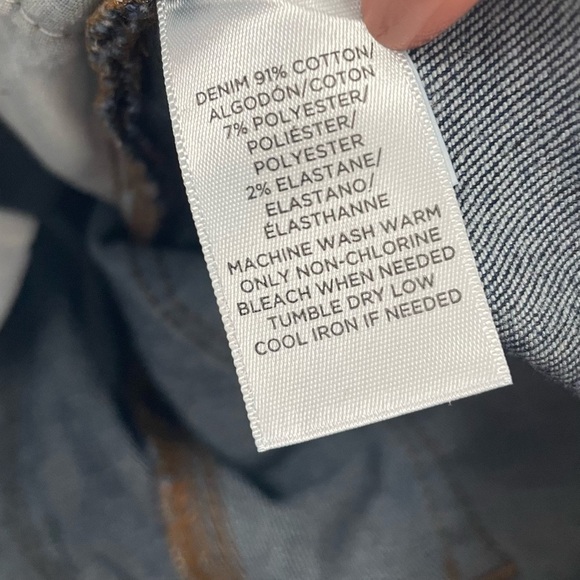 DENIM 91% COTTON/
ALGODÓN/COTON
7% POLYESTER/
POLIÉSTER/
POLYESTER
2% ELASTANE/
ELASTANO/
ÉLASTHANNE
MACHINE WASH WARM
ONLY NON-CHLORINE
BLEACH WHEN NEEDED
TUMBLE DRY LOW
COOL IRON IF NEEDED